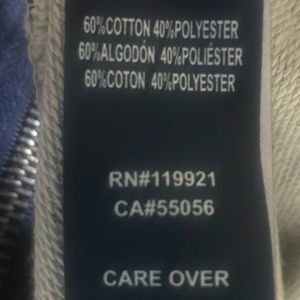 60%COTTON 40%POLYESTER
60%ALGODÓN 40%POLIÉSTER
60%COTON 40%POLYESTER
RN#119921
CA#55056
CARE OVER